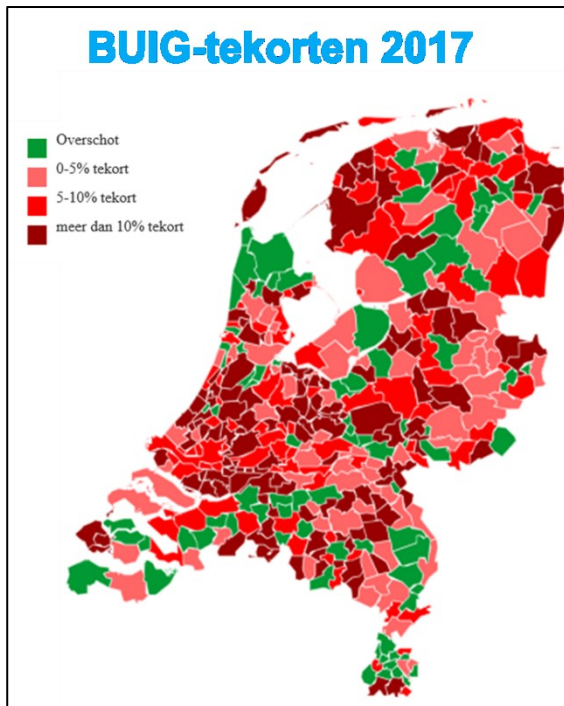 BUIG-tekorten 2017
Overschot
0-5% tekort
5-10% tekort
meer dan 10% tekort